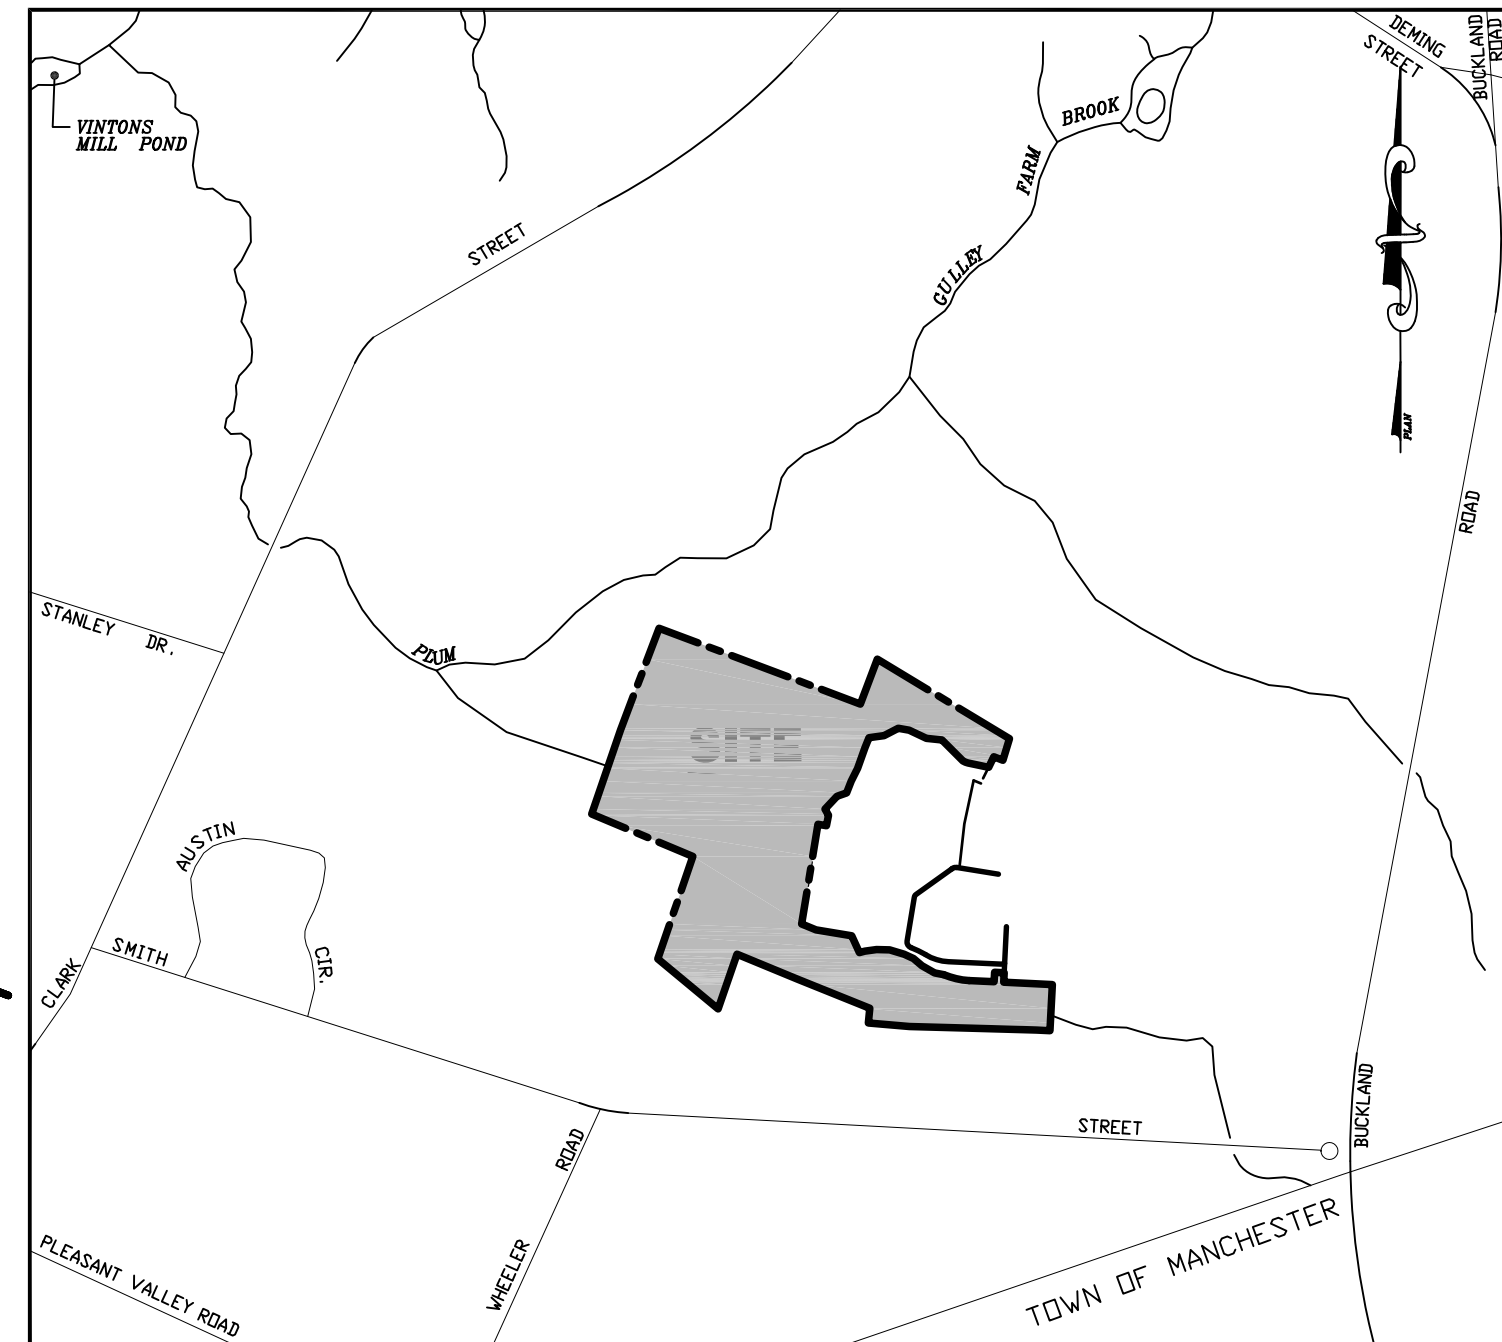 DEMING
STREET
BUCKLAND
ROAD
VINTONS
MILL POND
BROOK
FARM
STREET
GULLEY
PLAN
ROAD
STANLEY DR.
PLUM
SITE
AUSTIN
CIR.
SMITH
CLARK
BUCKLAND
STREET
ROAD
WHEELER
TOWN OF MANCHESTER
PLEASANT VALLEY ROAD